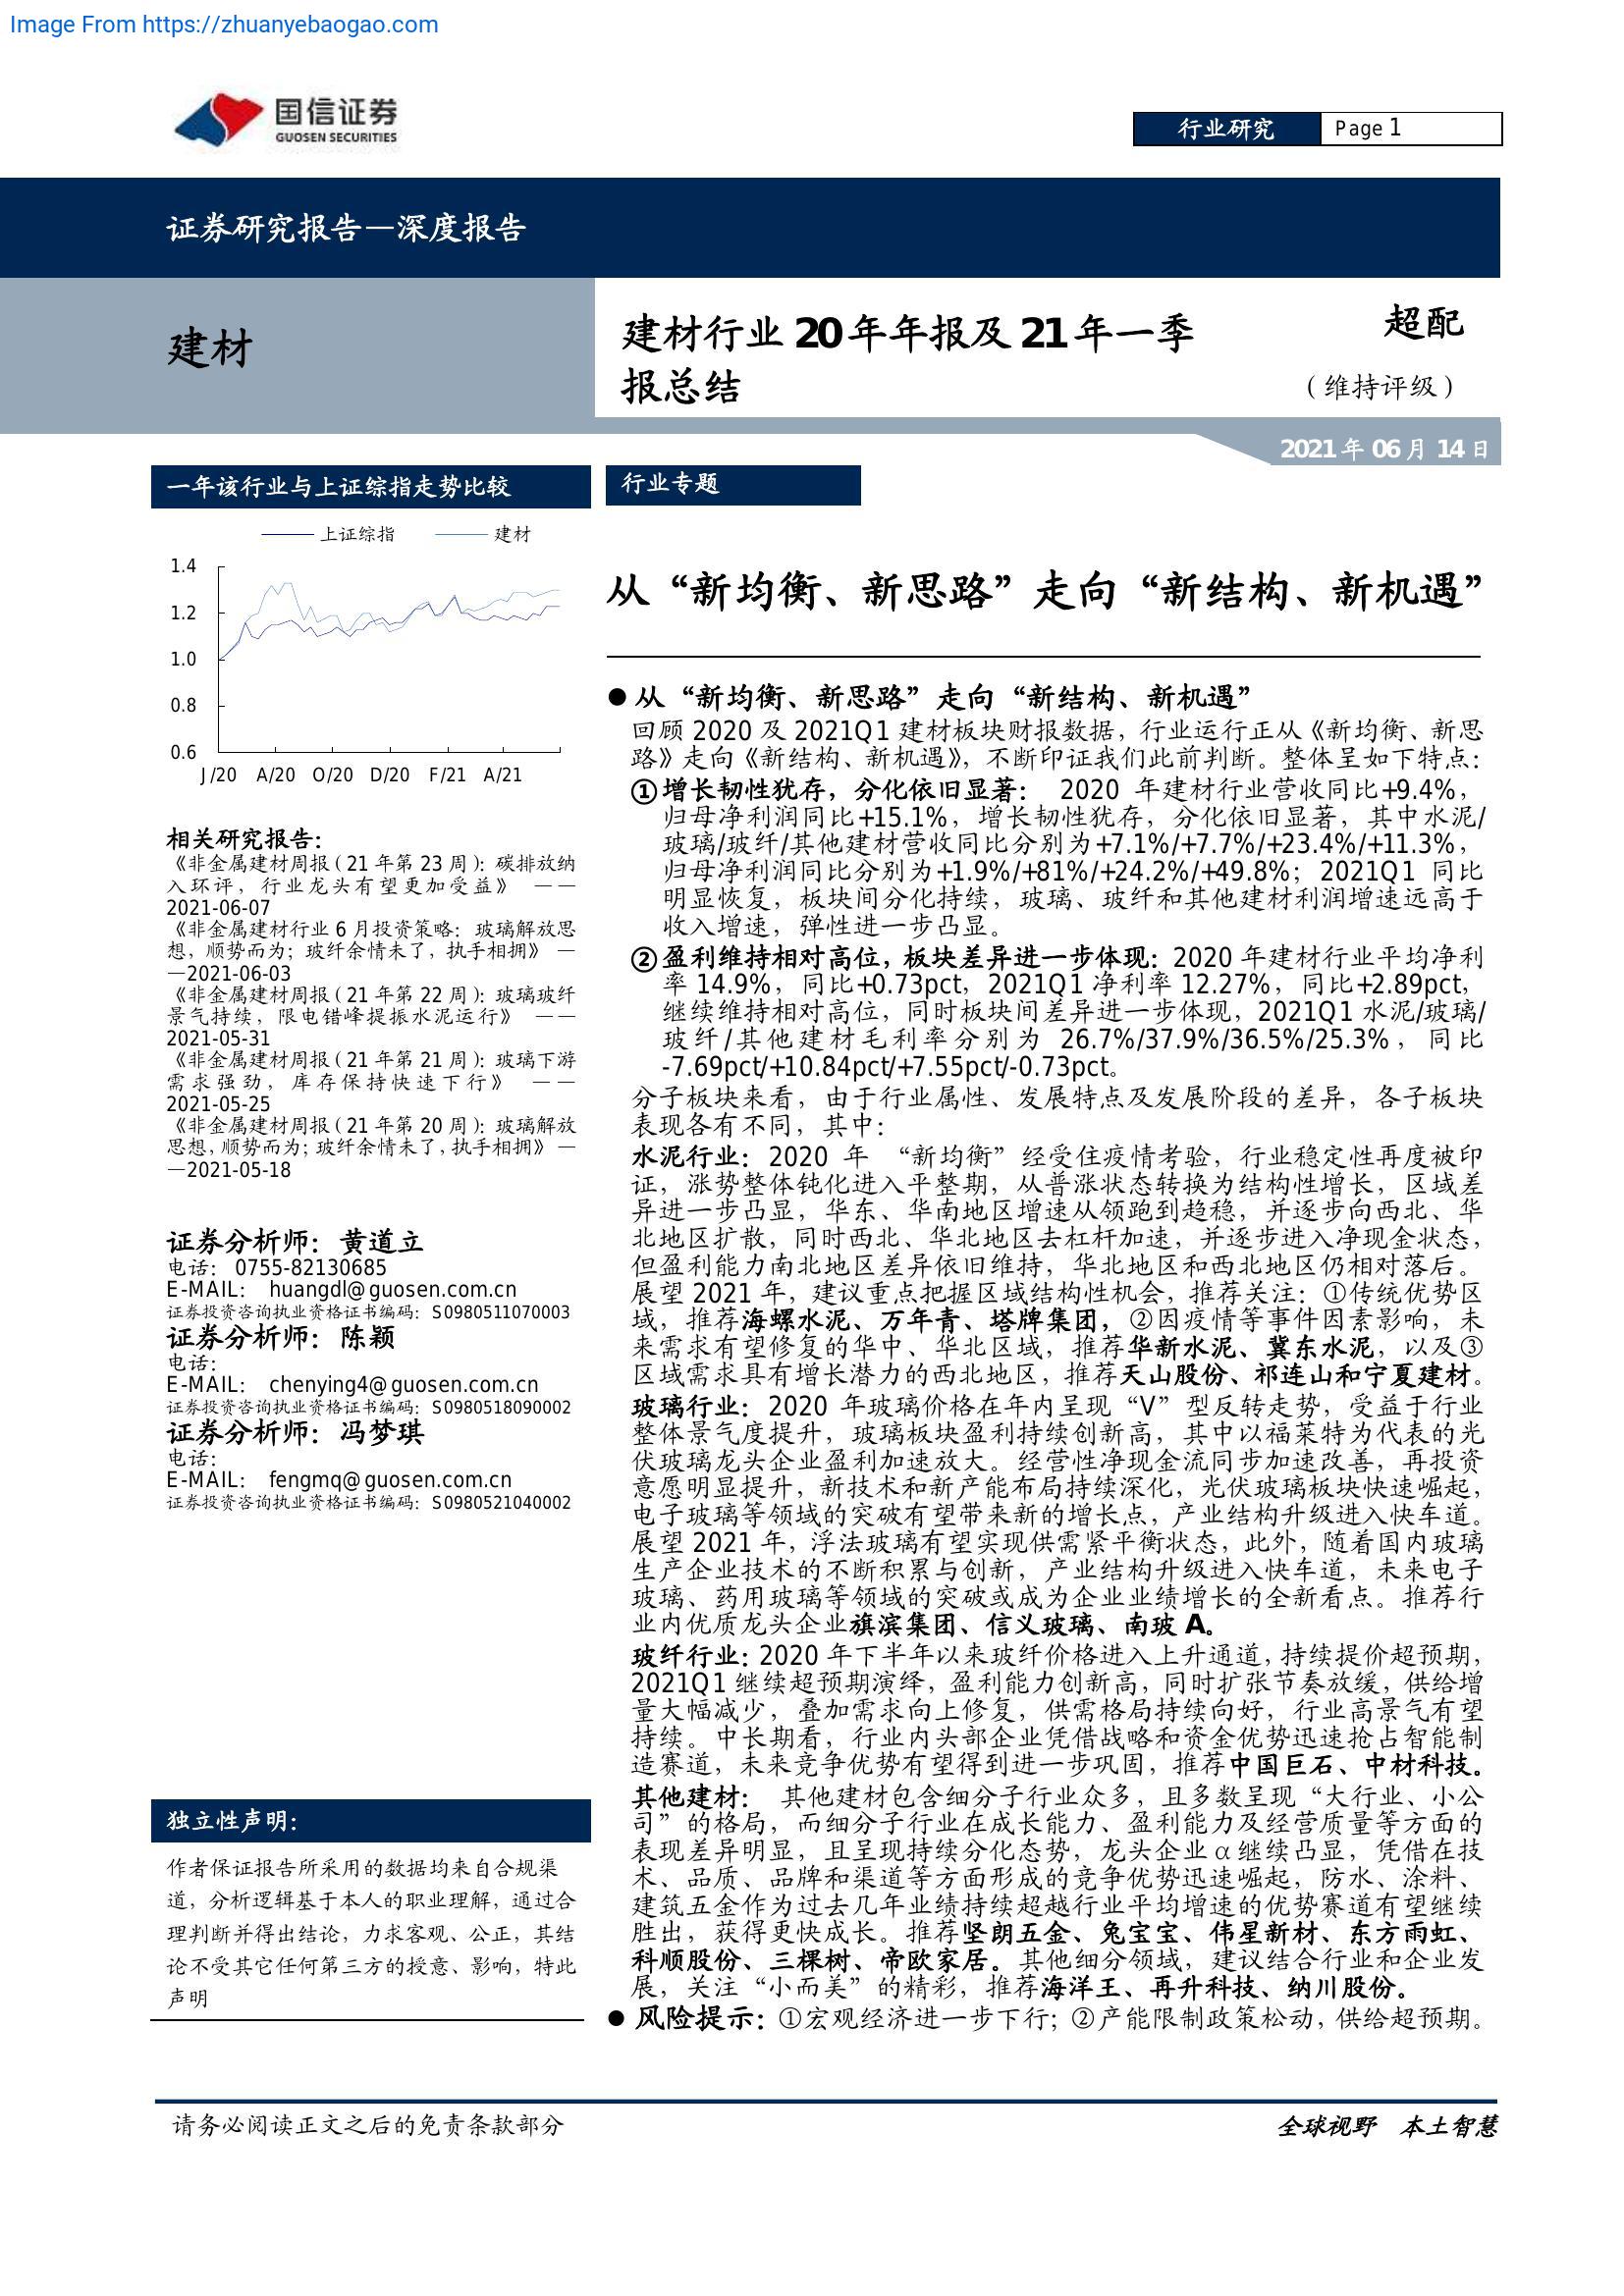 Image From https://zhuanyebaogao.com
国信证券
GUOSEN SECURITIES
行业研究
Page 1
证券研究报告—深度报告
建材
建材行业 20 年年报及 21 年一季
报总结
超配
（维持评级）
2021 年 06 月 14 日
一年该行业与上证综指走势比较
上证综指 建材
1.4
1.2
1.0
0.8
0.6
J/20 A/20 O/20 D/20 F/21 A/21
相关研究报告：
《非金属建材周报（21 年第 23 周）：碳排放纳
入环评，行业龙头有望更加受益》 ——
2021-06-07
《非金属建材行业 6 月投资策略：玻璃解放思
想，顺势而为；玻纤余情未了，执手相拥》 —
—2021-06-03
《非金属建材周报（21 年第 22 周）：玻璃玻纤
景气持续，限电错峰提振水泥运行》 ——
2021-05-31
《非金属建材周报（21 年第 21 周）：玻璃下游
需求强劲，库存保持快速下行》 ——
2021-05-25
《非金属建材周报（21 年第 20 周）：玻璃解放
思想，顺势而为；玻纤余情未了，执手相拥》 —
—2021-05-18
证券分析师：黄道立
电话： 0755-82130685
E-MAIL： huangdl@guosen.com.cn
证券投资咨询执业资格证书编码：S0980511070003
证券分析师：陈颖
电话：
E-MAIL： chenying4@guosen.com.cn
证券投资咨询执业资格证书编码：S0980518090002
证券分析师：冯梦琪
电话：
E-MAIL： fengmq@guosen.com.cn
证券投资咨询执业资格证书编码：S0980521040002
独立性声明：
作者保证报告所采用的数据均来自合规渠
道，分析逻辑基于本人的职业理解，通过合
理判断并得出结论，力求客观、公正，其结
论不受其它任何第三方的授意、影响，特此
声明
行业专题
从“新均衡、新思路”走向“新结构、新机遇”
● 从“新均衡、新思路”走向“新结构、新机遇”
回顾 2020 及 2021Q1 建材板块财报数据，行业运行正从《新均衡、新思
路》走向《新结构、新机遇》，不断印证我们此前判断。整体呈如下特点：
①增长韧性犹存，分化依旧显著： 2020 年建材行业营收同比+9.4%，
归母净利润同比+15.1%，增长韧性犹存，分化依旧显著，其中水泥/
玻璃/玻纤/其他建材营收同比分别为+7.1%/+7.7%/+23.4%/+11.3%，
归母净利润同比分别为+1.9%/+81%/+24.2%/+49.8%；2021Q1 同比
明显恢复，板块间分化持续，玻璃、玻纤和其他建材利润增速远高于
收入增速，弹性进一步凸显。
②盈利维持相对高位，板块差异进一步体现：2020 年建材行业平均净利
率 14.9%，同比+0.73pct，2021Q1 净利率 12.27%，同比+2.89pct，
继续维持相对高位，同时板块间差异进一步体现，2021Q1 水泥/玻璃/
玻纤/其他建材毛利率分别为 26.7%/37.9%/36.5%/25.3%，同比
-7.69pct/+10.84pct/+7.55pct/-0.73pct。
分子板块来看，由于行业属性、发展特点及发展阶段的差异，各子板块
表现各有不同，其中：
水泥行业：2020 年 “新均衡”经受住疫情考验，行业稳定性再度被印
证，涨势整体钝化进入平整期，从普涨状态转换为结构性增长，区域差
异进一步凸显，华东、华南地区增速从领跑到趋稳，并逐步向西北、华
北地区扩散，同时西北、华北地区去杠杆加速，并逐步进入净现金状态，
但盈利能力南北地区差异依旧维持，华北地区和西北地区仍相对落后。
展望 2021 年，建议重点把握区域结构性机会，推荐关注：①传统优势区
域，推荐海螺水泥、万年青、塔牌集团，②因疫情等事件因素影响，未
来需求有望修复的华中、华北区域，推荐华新水泥、冀东水泥，以及③
区域需求具有增长潜力的西北地区，推荐天山股份、祁连山和宁夏建材。
玻璃行业：2020 年玻璃价格在年内呈现“V”型反转走势，受益于行业
整体景气度提升，玻璃板块盈利持续创新高，其中以福莱特为代表的光
伏玻璃龙头企业盈利加速放大。经营性净现金流同步加速改善，再投资
意愿明显提升，新技术和新产能布局持续深化，光伏玻璃板块快速崛起，
电子玻璃等领域的突破有望带来新的增长点，产业结构升级进入快车道。
展望 2021 年，浮法玻璃有望实现供需紧平衡状态，此外，随着国内玻璃
生产企业技术的不断积累与创新，产业结构升级进入快车道，未来电子
玻璃、药用玻璃等领域的突破或成为企业业绩增长的全新看点。推荐行
业内优质龙头企业旗滨集团、信义玻璃、南玻 A。
玻纤行业：2020 年下半年以来玻纤价格进入上升通道，持续提价超预期，
2021Q1 继续超预期演绎，盈利能力创新高，同时扩张节奏放缓，供给增
量大幅减少，叠加需求向上修复，供需格局持续向好，行业高景气有望
持续。中长期看，行业内头部企业凭借战略和资金优势迅速抢占智能制
造赛道，未来竞争优势有望得到进一步巩固，推荐中国巨石、中材科技。
其他建材： 其他建材包含细分子行业众多，且多数呈现“大行业、小公
司”的格局，而细分子行业在成长能力、盈利能力及经营质量等方面的
表现差异明显，且呈现持续分化态势，龙头企业α继续凸显，凭借在技
术、品质、品牌和渠道等方面形成的竞争优势迅速崛起，防水、涂料、
建筑五金作为过去几年业绩持续超越行业平均增速的优势赛道有望继续
胜出，获得更快成长。推荐坚朗五金、兔宝宝、伟星新材、东方雨虹、
科顺股份、三棵树、帝欧家居。其他细分领域，建议结合行业和企业发
展，关注“小而美”的精彩，推荐海洋王、再升科技、纳川股份。
● 风险提示：①宏观经济进一步下行；②产能限制政策松动，供给超预期。
请务必阅读正文之后的免责条款部分
全球视野 本土智慧